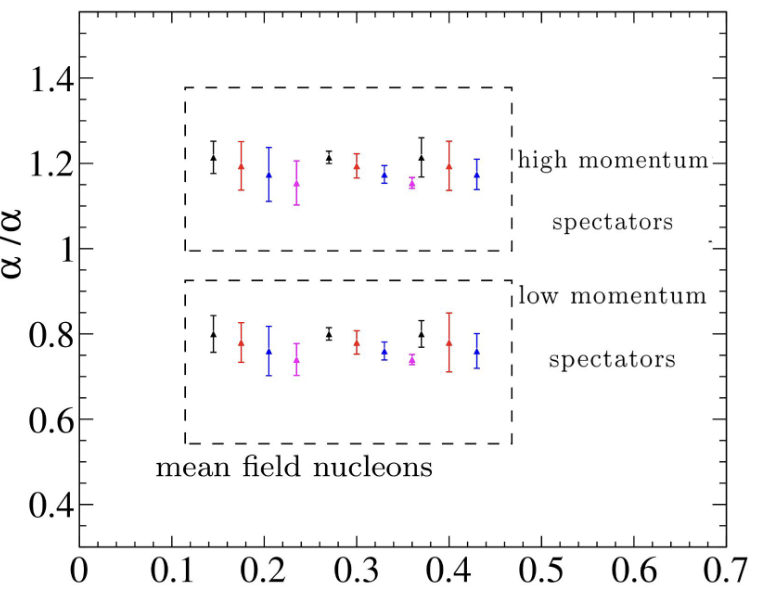 1.4
1.2
high momentum
spectators
1
α /α
low momentum
0.8
spectators
0.6
mean field nucleons
0.4
0 0.1 0.2 0.3 0.4 0.5 0.6 0.7